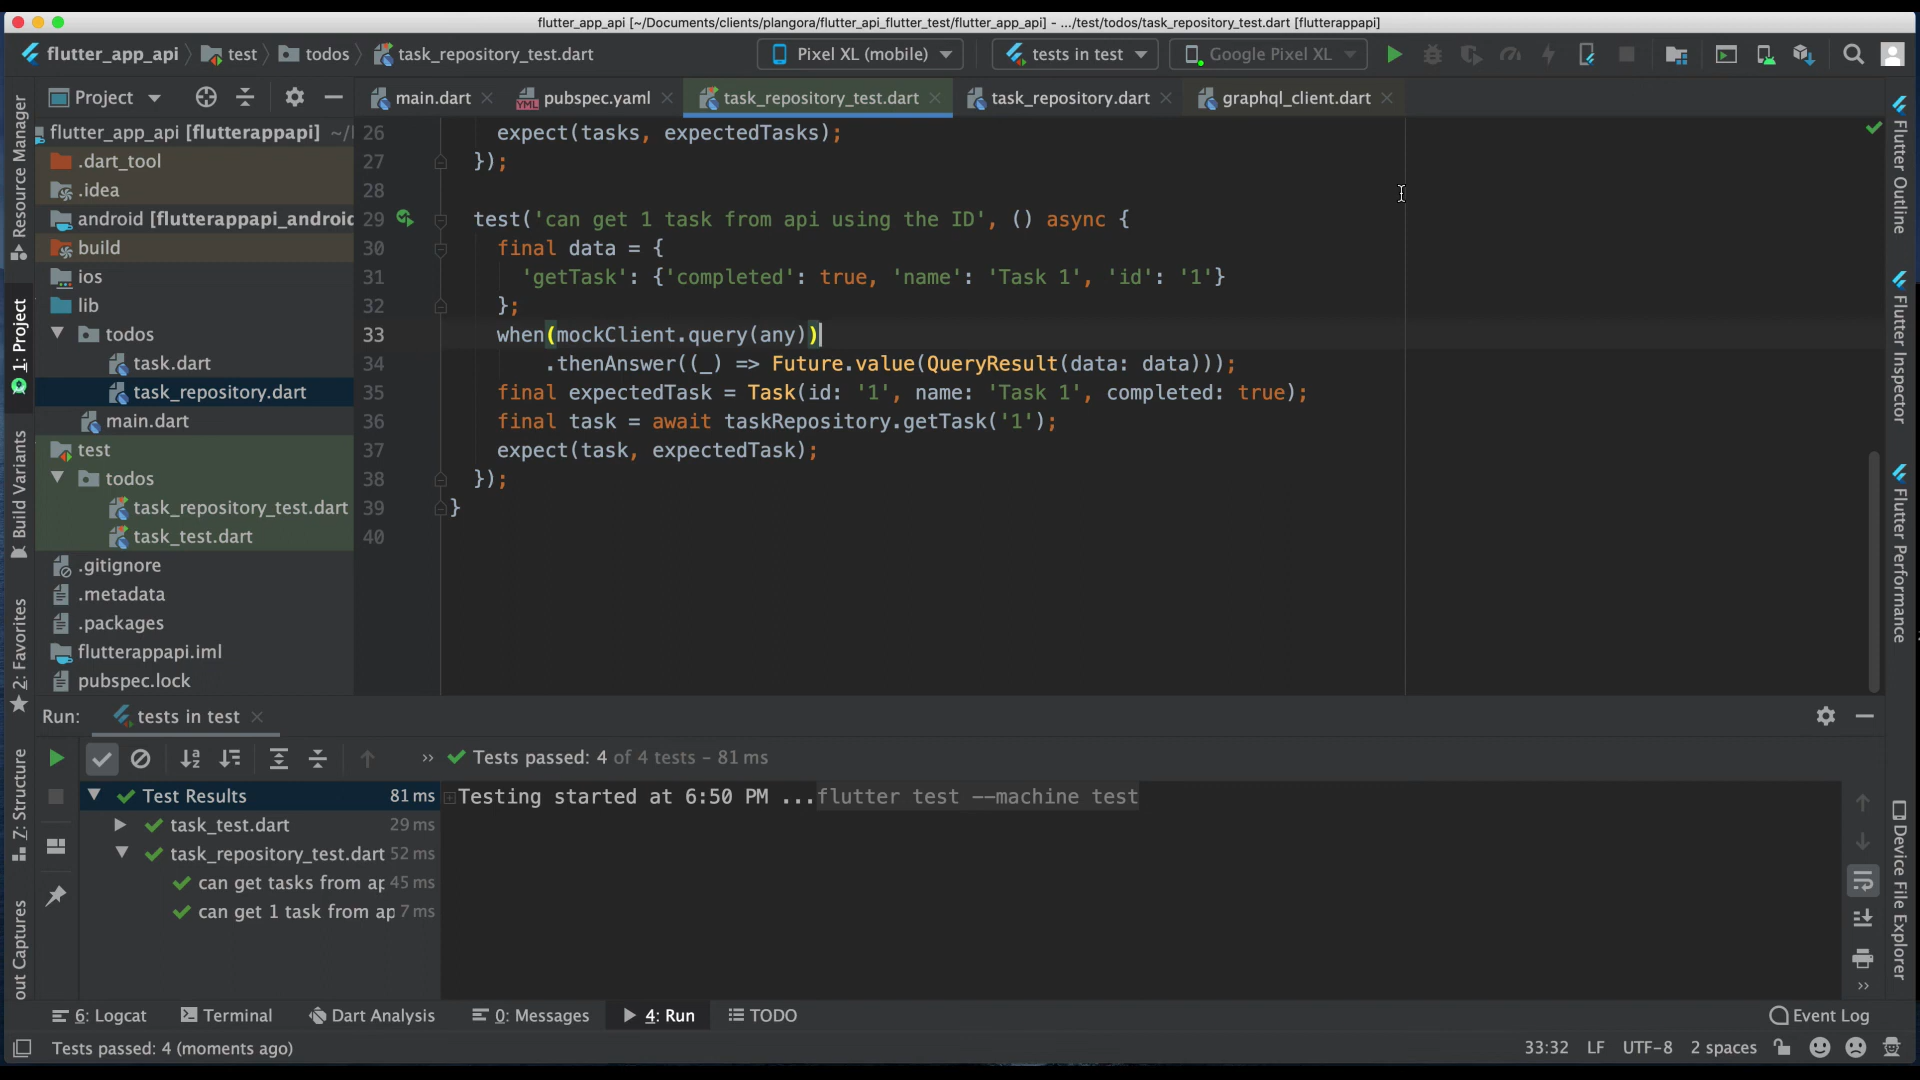 flutter_app_api [~/Documents/clients/plangora/flutter_api_flutter_test/flutter_app_api] - .../test/todos/task_repository_test.dart [flutterappapi]
flutter_app_api test todos task_repository_test.dart Pixel XL (mobile) tests in test Google Pixel XL
Project main.dart pubspec.yaml task_repository_test.dart task_repository.dart graphql_client.dart
flutter_app_api [flutterappapi] ~/
.dart_tool
.idea
android [flutterappapi_android
build
ios
lib
todos
task.dart
task_repository.dart
main.dart
test
todos
task_repository_test.dart
task_test.dart
.gitignore
.metadata
.packages
flutterappapi.iml
pubspec.lock
26 expect(tasks, expectedTasks);
27 });
28
29 test('can get 1 task from api using the ID', () async {
30 final data = {
31 'getTask': {'completed': true, 'name': 'Task 1', 'id': '1'}
32 };
33 when(mockClient.query(any))
34 .thenAnswer((_) => Future.value(QueryResult(data: data)));
35 final expectedTask = Task(id: '1', name: 'Task 1', completed: true);
36 final task = await taskRepository.getTask('1');
37 expect(task, expectedTask);
38 });
39 }
40
Resource Manager
1: Project
Build Variants
2: Favorites
Z: Structure
out Captures
Flutter Outline
Flutter Inspector
Flutter Performance
Device File Explorer
Run: tests in test
Tests passed: 4 of 4 tests – 81 ms
Test Results 81 ms
task_test.dart 29 ms
task_repository_test.dart 52 ms
can get tasks from ap 45 ms
can get 1 task from ap 7 ms
Testing started at 6:50 PM ...flutter test --machine test
6: Logcat Terminal Dart Analysis 0: Messages 4: Run TODO Event Log
Tests passed: 4 (moments ago) 33:32 LF UTF-8 2 spaces